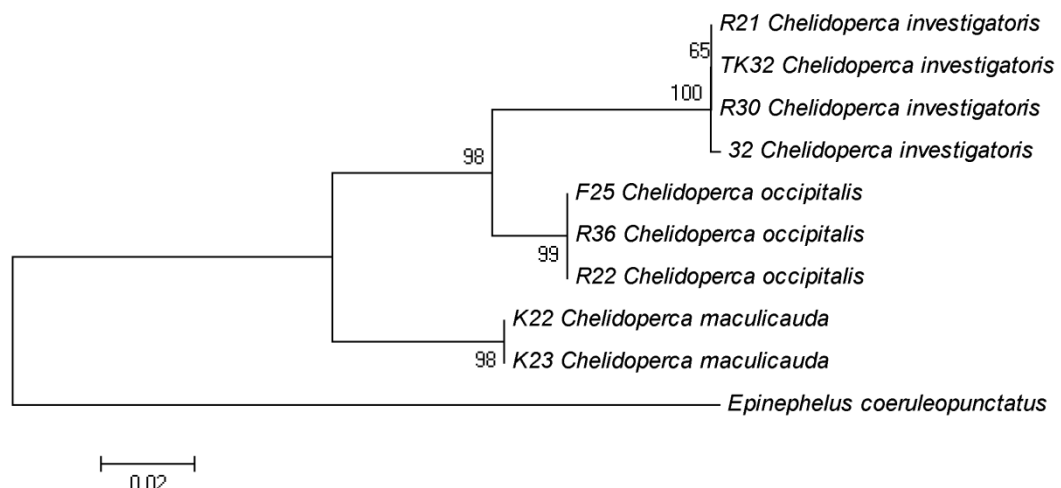 R21 Chelidoperca investigatoris
65
TK32 Chelidoperca investigatoris
100
R30 Chelidoperca investigatoris
32 Chelidoperca investigatoris
98
F25 Chelidoperca occipitalis
R36 Chelidoperca occipitalis
99
R22 Chelidoperca occipitalis
K22 Chelidoperca maculicauda
98
K23 Chelidoperca maculicauda
Epinephelus coeruleopunctatus
0.02